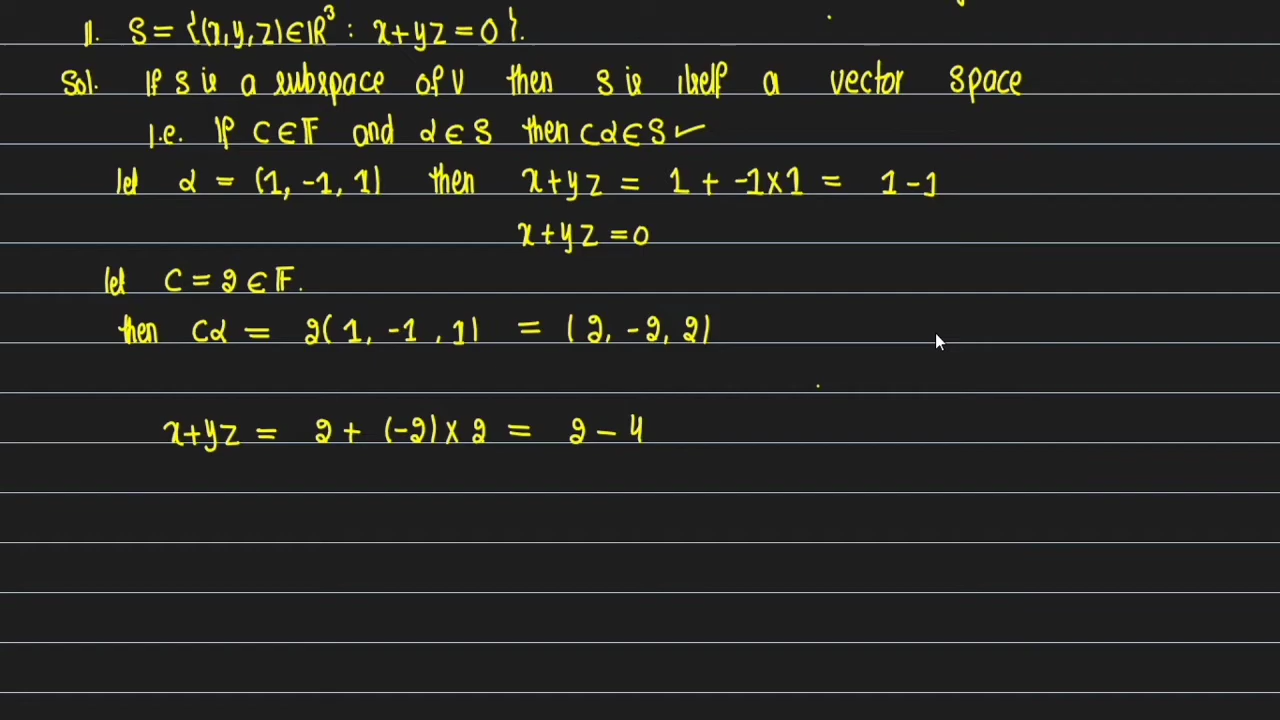 11. S = {(x,y,z) ∈ ℝ³ : x+yz = 0}.
Sol. If S is a subspace of V then S is itself a vector space
i.e. If C ∈ 𝔽 and α ∈ S then cα ∈ S ✓
let α = (1, -1, 1) then x+yz = 1 + -1×1 = 1-1
x+yz = 0
let C = 2 ∈ 𝔽.
then Cα = 2(1, -1, 1) = (2, -2, 2)
x+yz = 2 + (-2) × 2 = 2 - 4